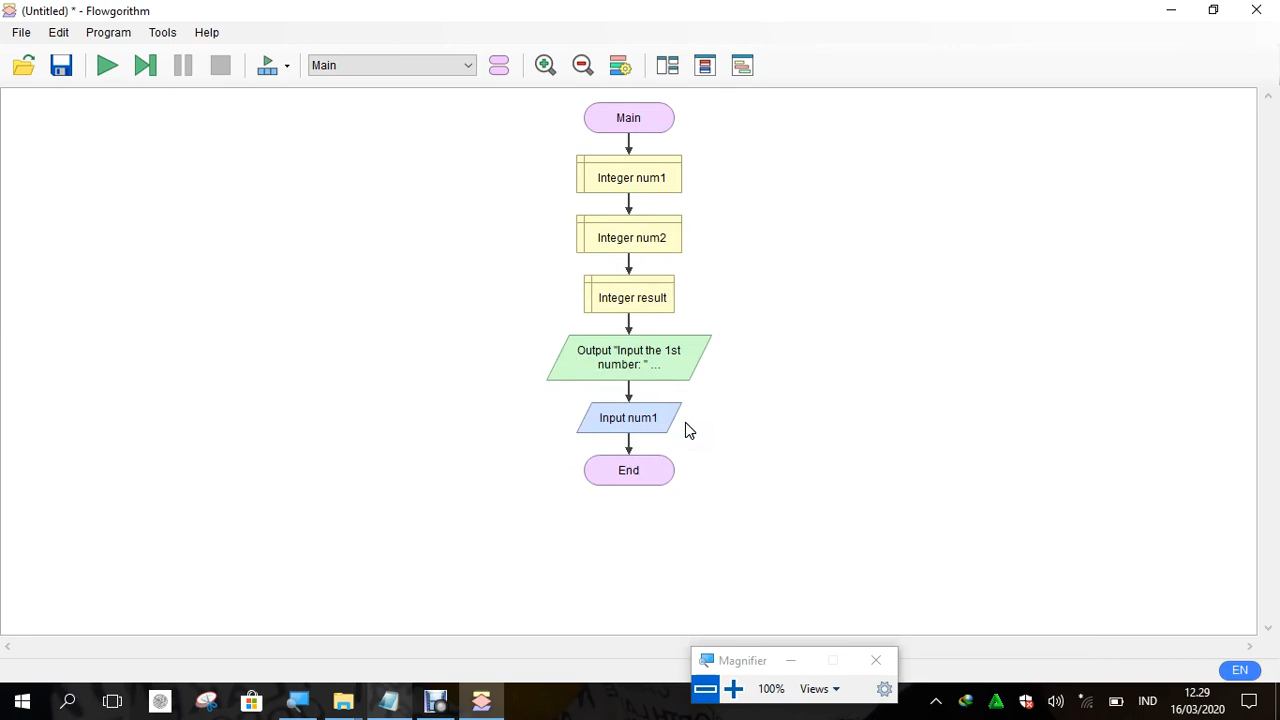 (Untitled) * - Flowgorithm
File Edit Program Tools Help
Main
Main
Integer num1
Integer num2
Integer result
Output "Input the 1st
number: " ...
Input num1
End
Magnifier
EN
100% Views
IND
12.29
16/03/2020